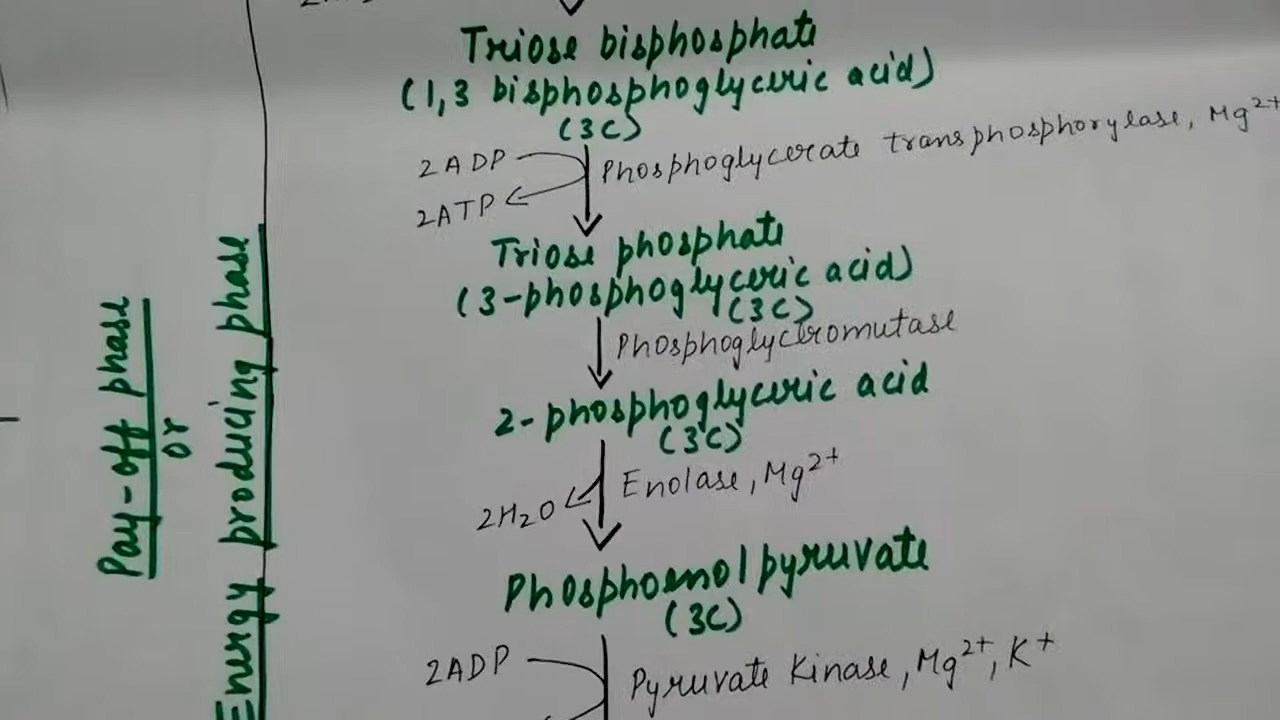 Triose bisphosphate
(1,3 bisphosphoglyceric acid)
(3C)
2ADP
Phosphoglycerate transphosphorylase, Mg2+
2ATP
Triose phosphate
(3-phosphoglyceric acid)
(3C)
Phosphoglyceromutase
2-phosphoglyceric acid
(3C)
Enolase, Mg2+
2H2O
Phosphoenol pyruvate
(3C)
2ADP
Pyruvate Kinase, Mg2+, K+
Pay-off phase
or
Energy producing phase